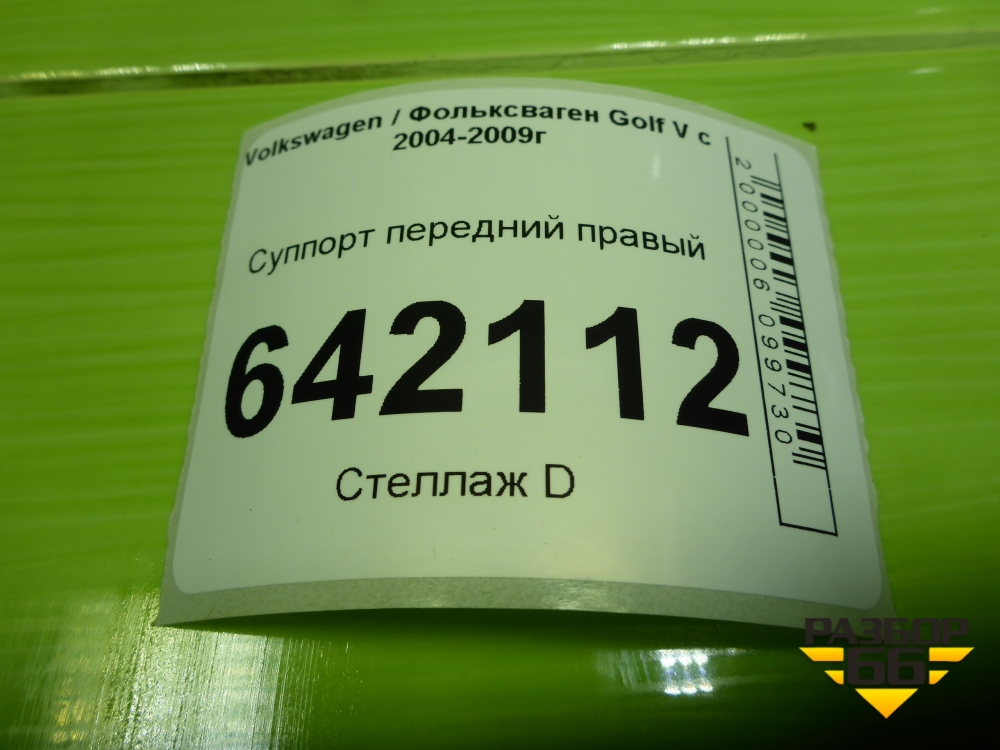 Volkswagen / Фольксваген Golf V с
2004-2009г
Суппорт передний правый
642112
Стеллаж D
2000006099730
РАЗБОР
66